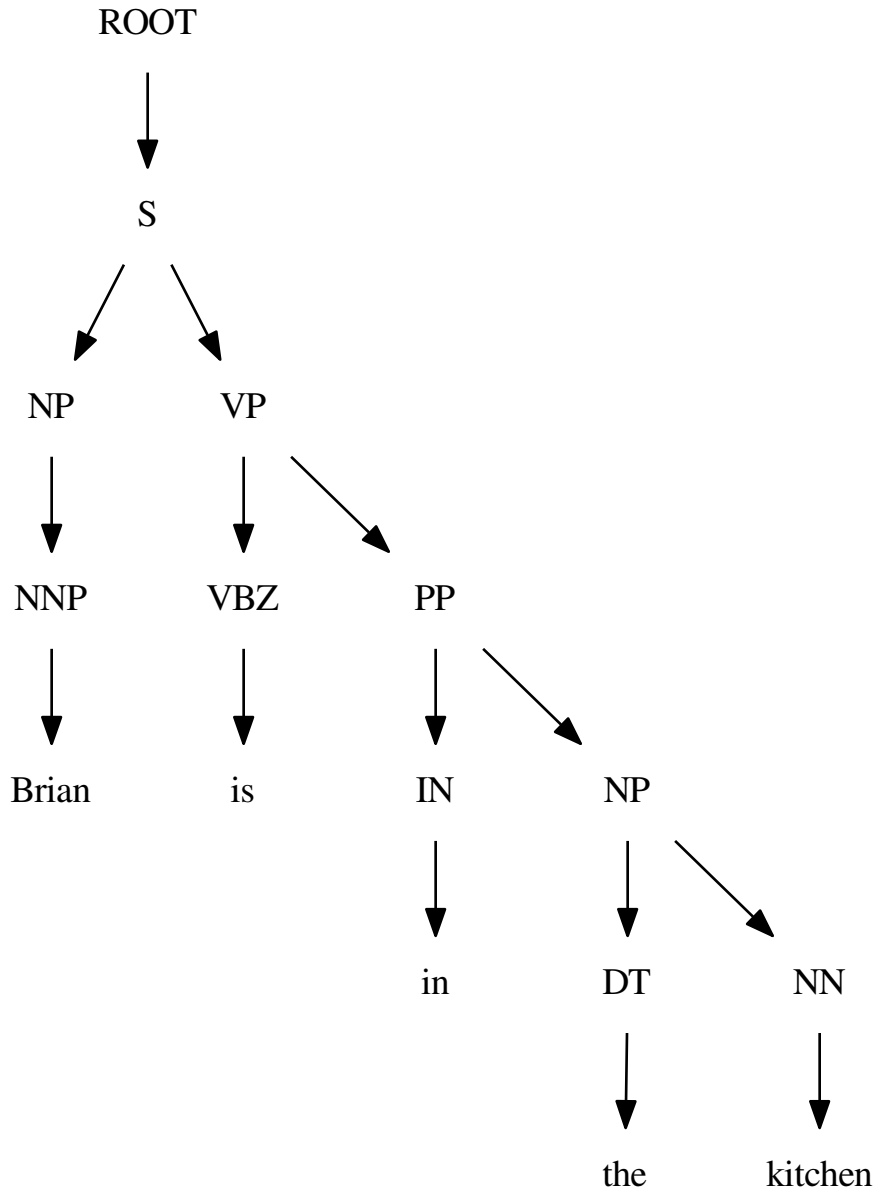 ROOT
S
NP VP
NNP VBZ PP
Brian is IN NP
in DT NN
the kitchen